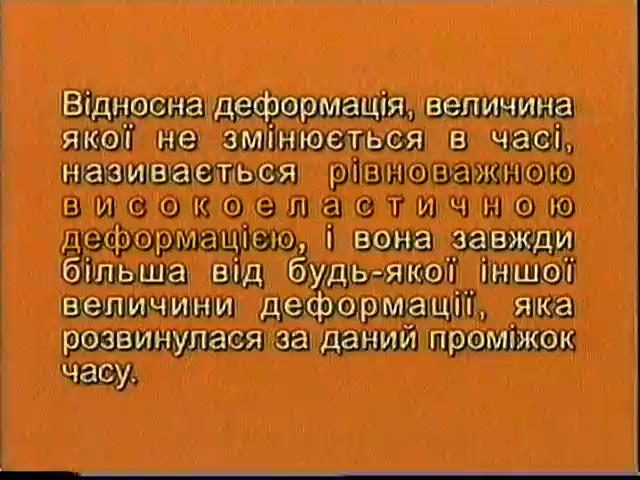 Відносна деформація, величина
якої не змінюється в часі,
називається рівноважною
високоеластичною
деформацією, і вона завжди
більша від будь-якої іншої
величини деформації, яка
розвинулася за даний проміжок
часу.